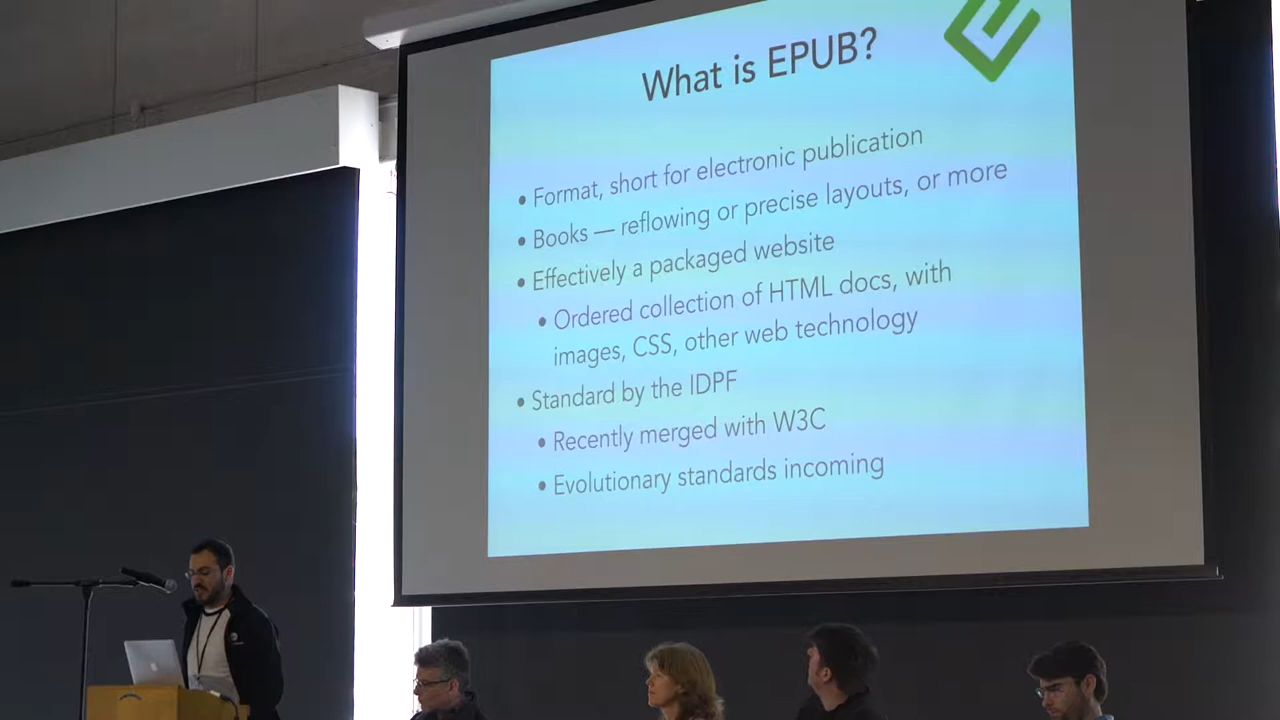 What is EPUB?
• Format, short for electronic publication
• Books — reflowing or precise layouts, or more
• Effectively a packaged website
• Ordered collection of HTML docs, with
images, CSS, other web technology
• Standard by the IDPF
• Recently merged with W3C
• Evolutionary standards incoming